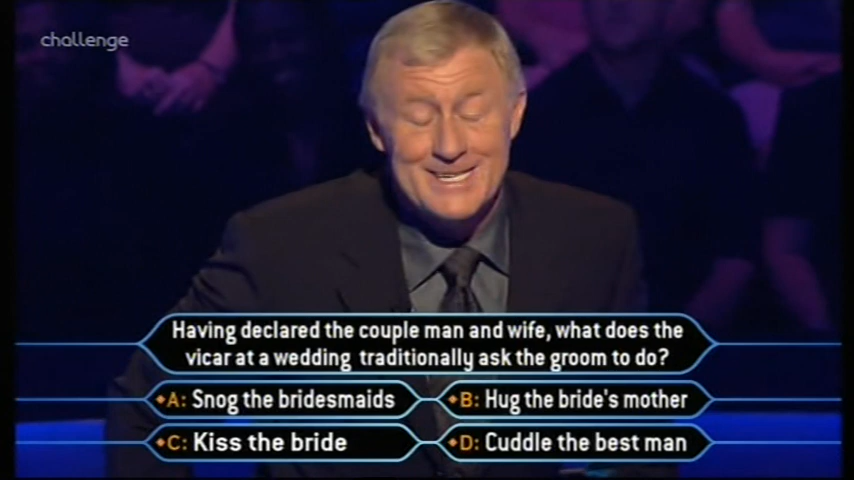 challenge
Having declared the couple man and wife, what does the
vicar at a wedding traditionally ask the groom to do?
A: Snog the bridesmaids
B: Hug the bride's mother
C: Kiss the bride
D: Cuddle the best man